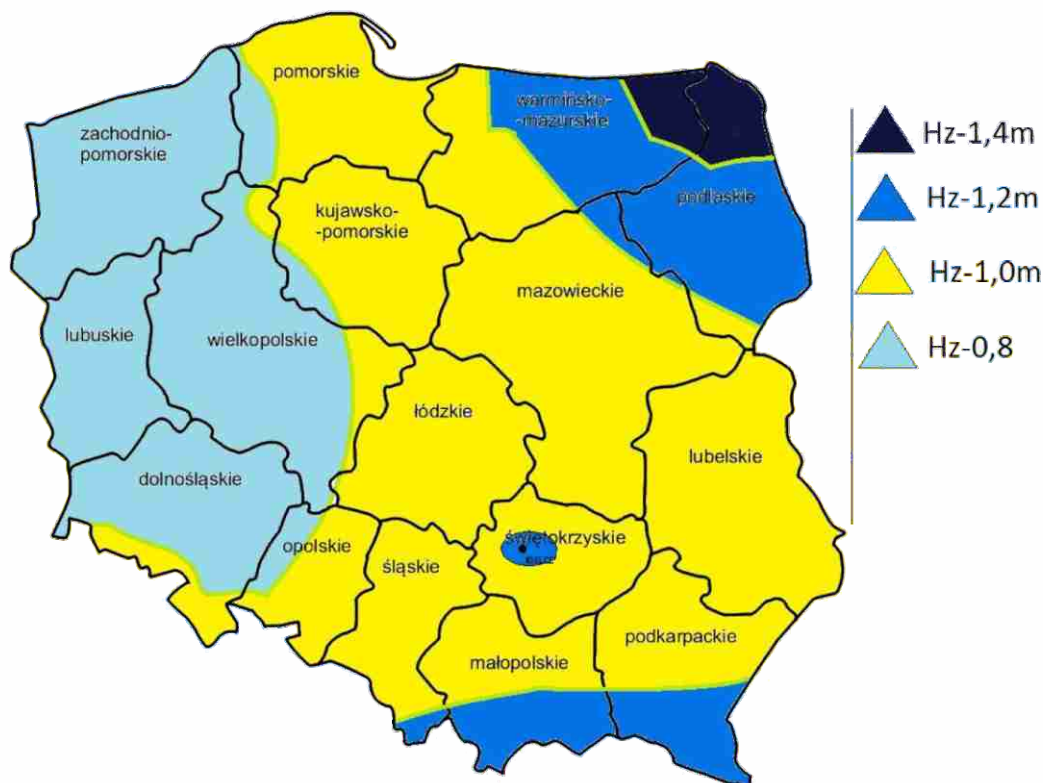 pomorskie
warmińsko-
-mazurskie
zachodnio-
pomorskie
podlaskie
kujawsko-
-pomorskie
mazowieckie
lubuskie
wielkopolskie
łódzkie
lubelskie
dolnośląskie
opolskie
świętokrzyskie
śląskie
podkarpackie
małopolskie
Hz-1,4m
Hz-1,2m
Hz-1,0m
Hz-0,8